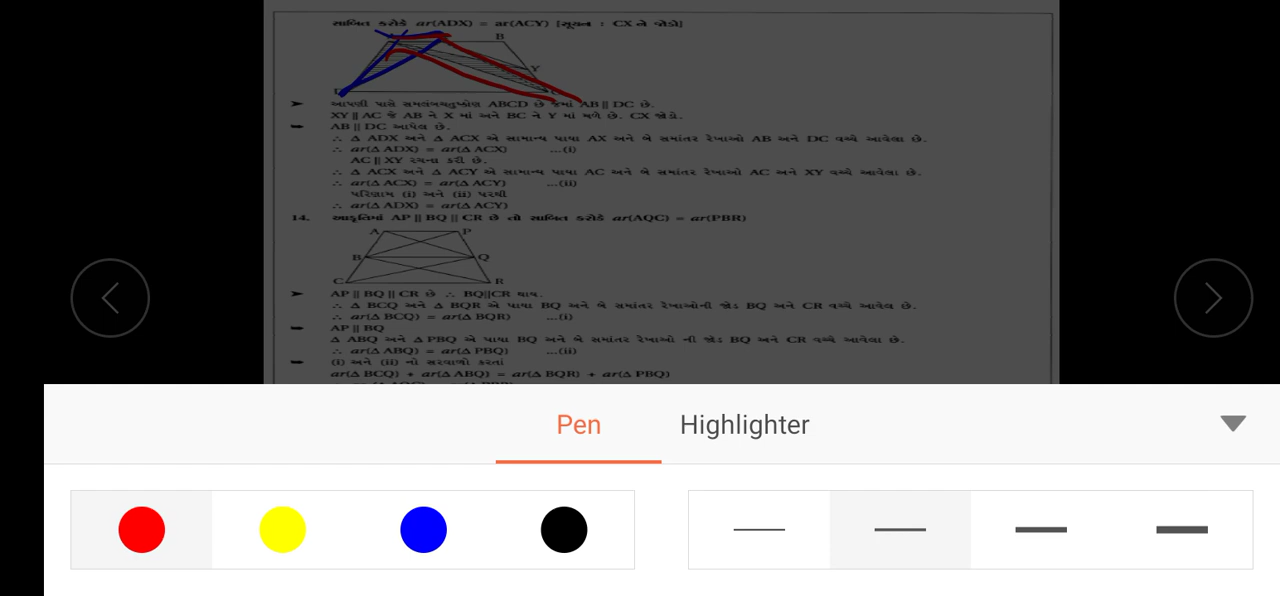 સાબિત કરોકે ar(ADX) = ar(ACY) [સૂચન : CX ને જોડો]
B
Y
આપણી પાસે સમલંબચતુષ્કોણ ABCD છે જેમાં AB || DC છે.
XY || AC જે AB ને X માં અને BC ને Y માં મળે છે. CX જોડો.
AB || DC આપેલ છે.
∴ Δ ADX અને Δ ACX એ સામાન્ય પાયા AX અને બે સમાંતર રેખાઓ AB અને DC વચ્ચે આવેલા છે.
∴ ar(Δ ADX) = ar(Δ ACX) ...(i)
AC || XY રચના કરી છે.
∴ Δ ACX અને Δ ACY એ સામાન્ય પાયા AC અને બે સમાંતર રેખાઓ AC અને XY વચ્ચે આવેલા છે.
∴ ar(Δ ACX) = ar(Δ ACY) ...(ii)
પરિણામ (i) અને (ii) પરથી
∴ ar(Δ ADX) = ar(Δ ACY)
14. આકૃતિમાં AP || BQ || CR છે તો સાબિત કરોકે ar(AQC) = ar(PBR)
A P
B Q
C R
AP || BQ || CR છે ∴ BQ||CR થાય.
∴ Δ BCQ અને Δ BQR એ પાયા BQ અને બે સમાંતર રેખાઓની જોડ BQ અને CR વચ્ચે આવેલ છે.
∴ ar(Δ BCQ) = ar(Δ BQR) ...(i)
AP || BQ
Δ ABQ અને Δ PBQ એ પાયા BQ અને બે સમાંતર રેખાઓ ની જોડ BQ અને CR વચ્ચે આવેલા છે.
∴ ar(Δ ABQ) = ar(Δ PBQ) ...(ii)
(i) અને (ii) નો સરવાળો કરતાં
ar(Δ BCQ) + ar(Δ ABQ) = ar(Δ BQR) + ar(Δ PBQ)
Pen Highlighter